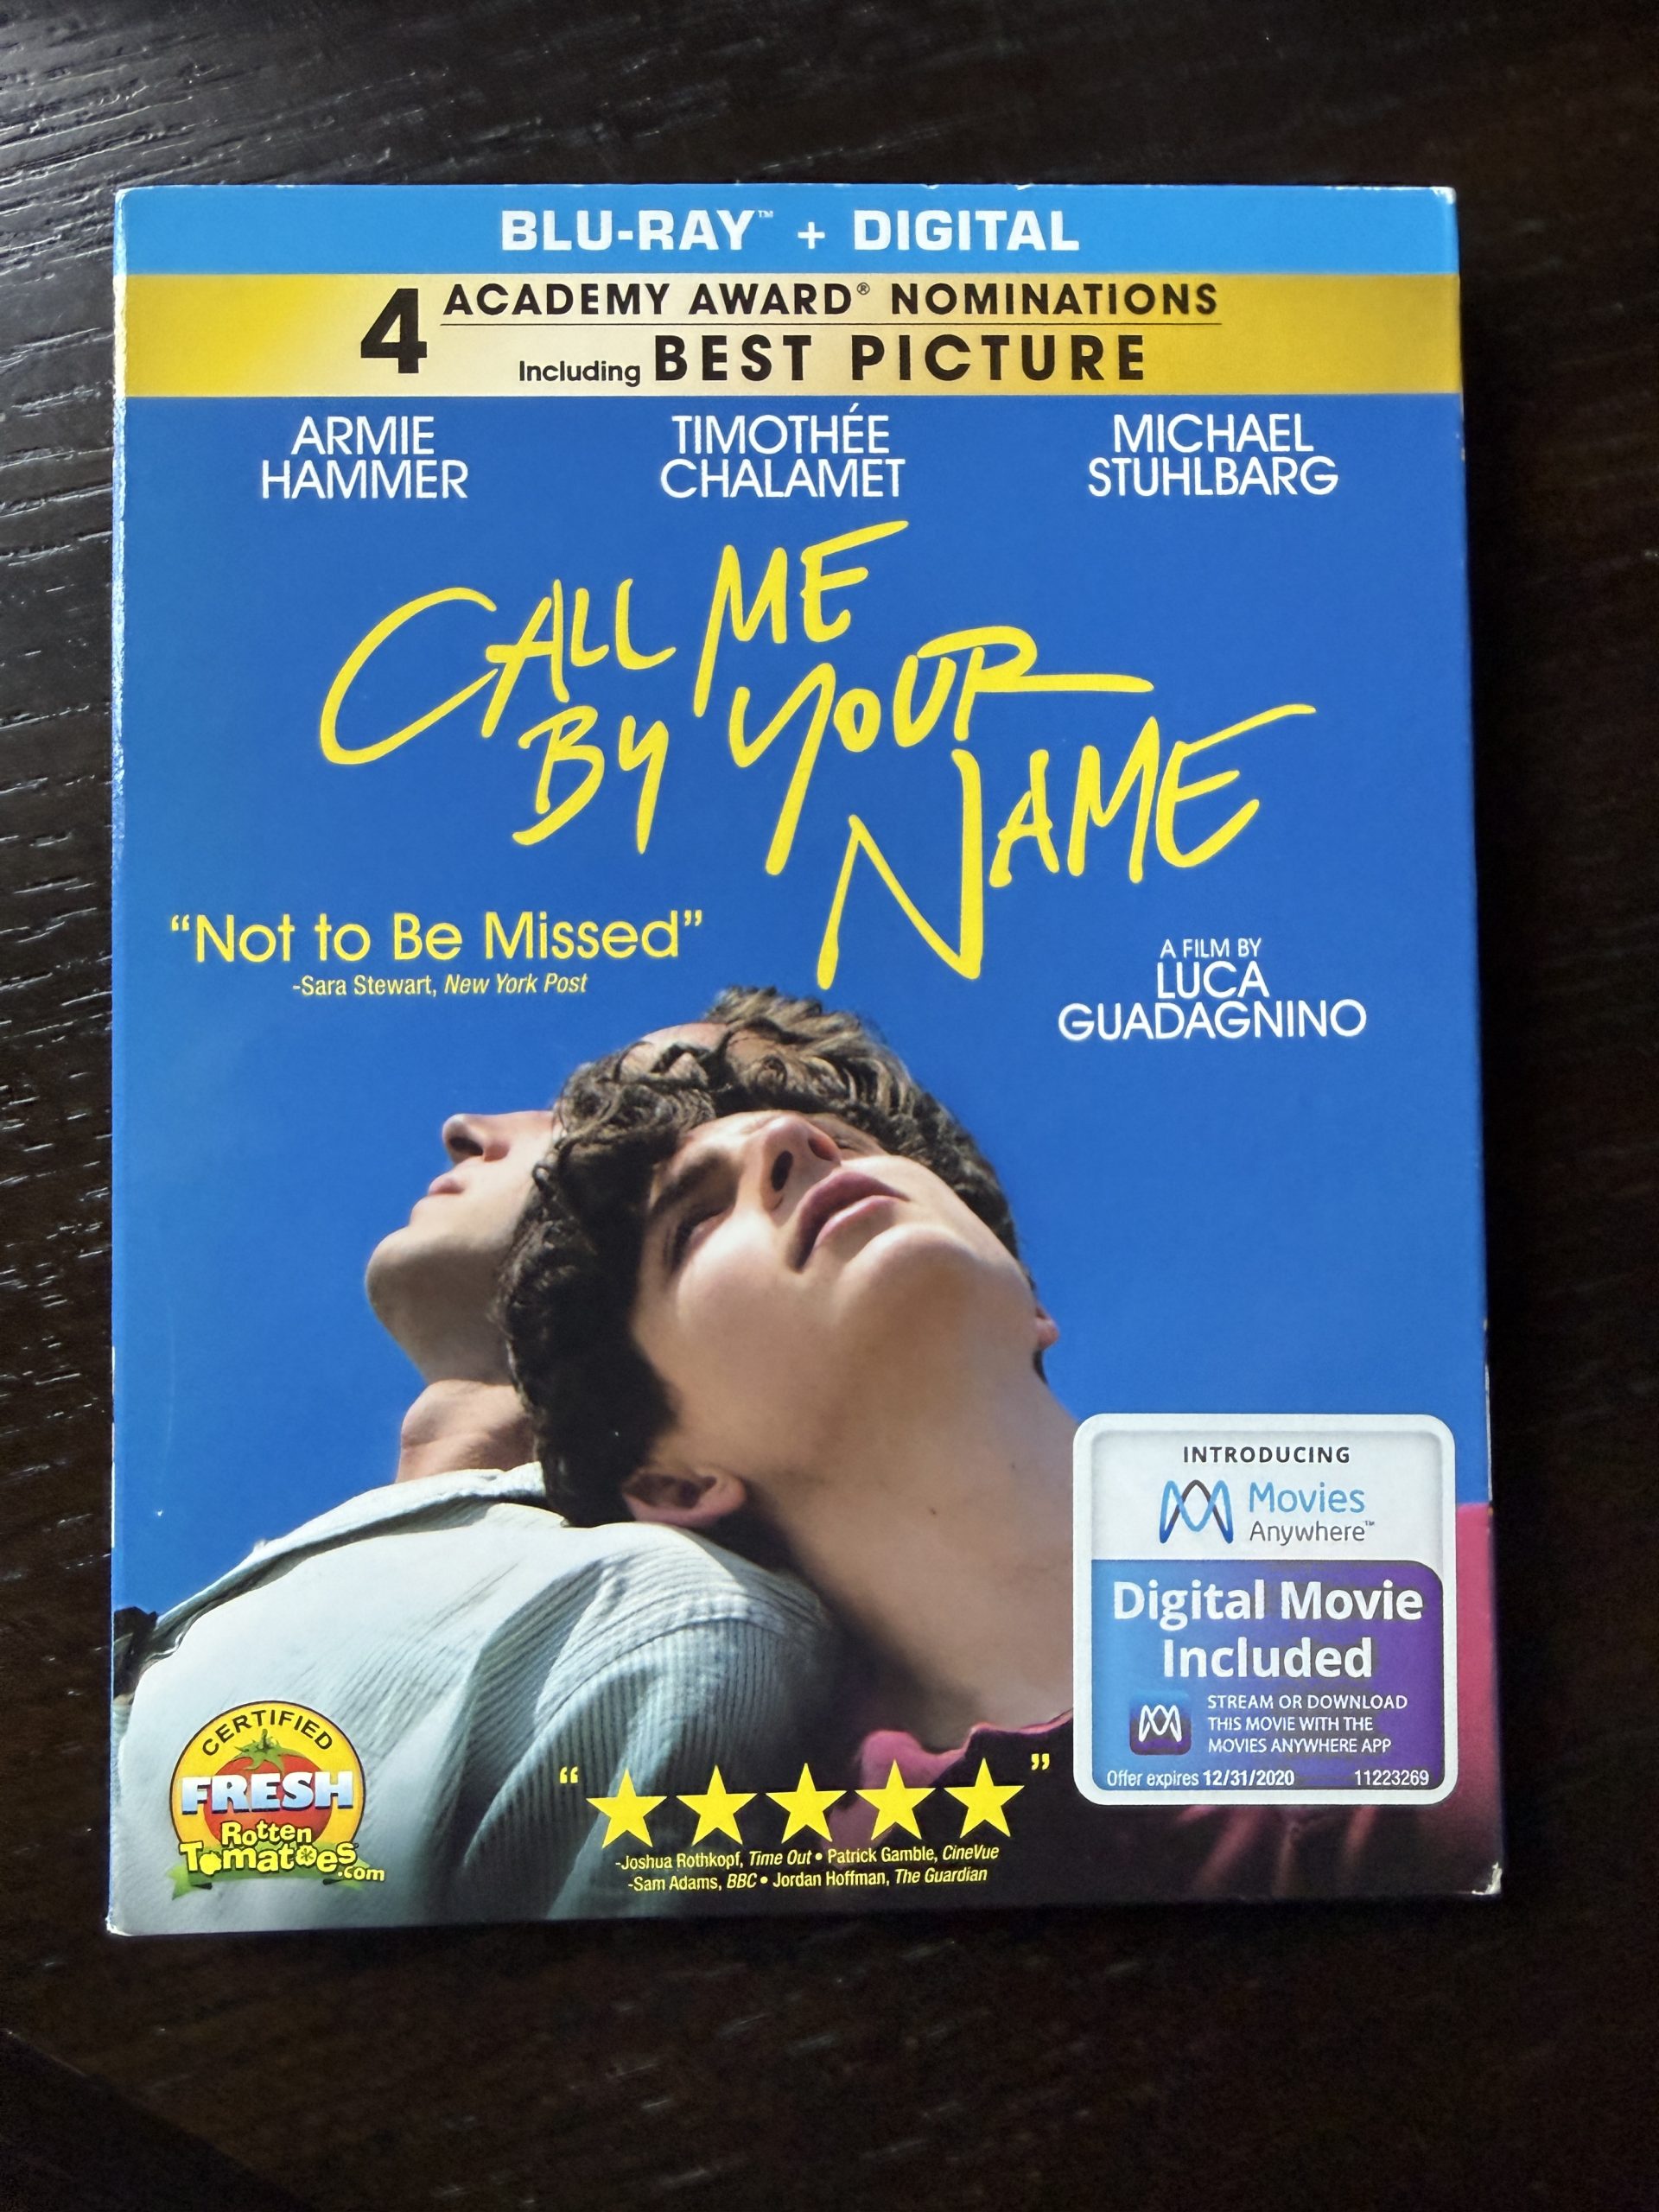 BLU-RAY™ + DIGITAL
4 ACADEMY AWARD® NOMINATIONS
Including BEST PICTURE
ARMIE
HAMMER
TIMOTHÉE
CHALAMET
MICHAEL
STUHLBARG
CALL ME
BY YOUR
NAME
“Not to Be Missed”
-Sara Stewart, New York Post
A FILM BY
LUCA
GUADAGNINO
INTRODUCING
Movies
Anywhere™
Digital Movie
Included
STREAM OR DOWNLOAD
THIS MOVIE WITH THE
MOVIES ANYWHERE APP
Offer expires 12/31/2020 11223269
CERTIFIED
FRESH
Rotten
Tomatoes.com
“★★★★★”
-Joshua Rothkopf, Time Out • Patrick Gamble, CineVue
-Sam Adams, BBC • Jordan Hoffman, The Guardian